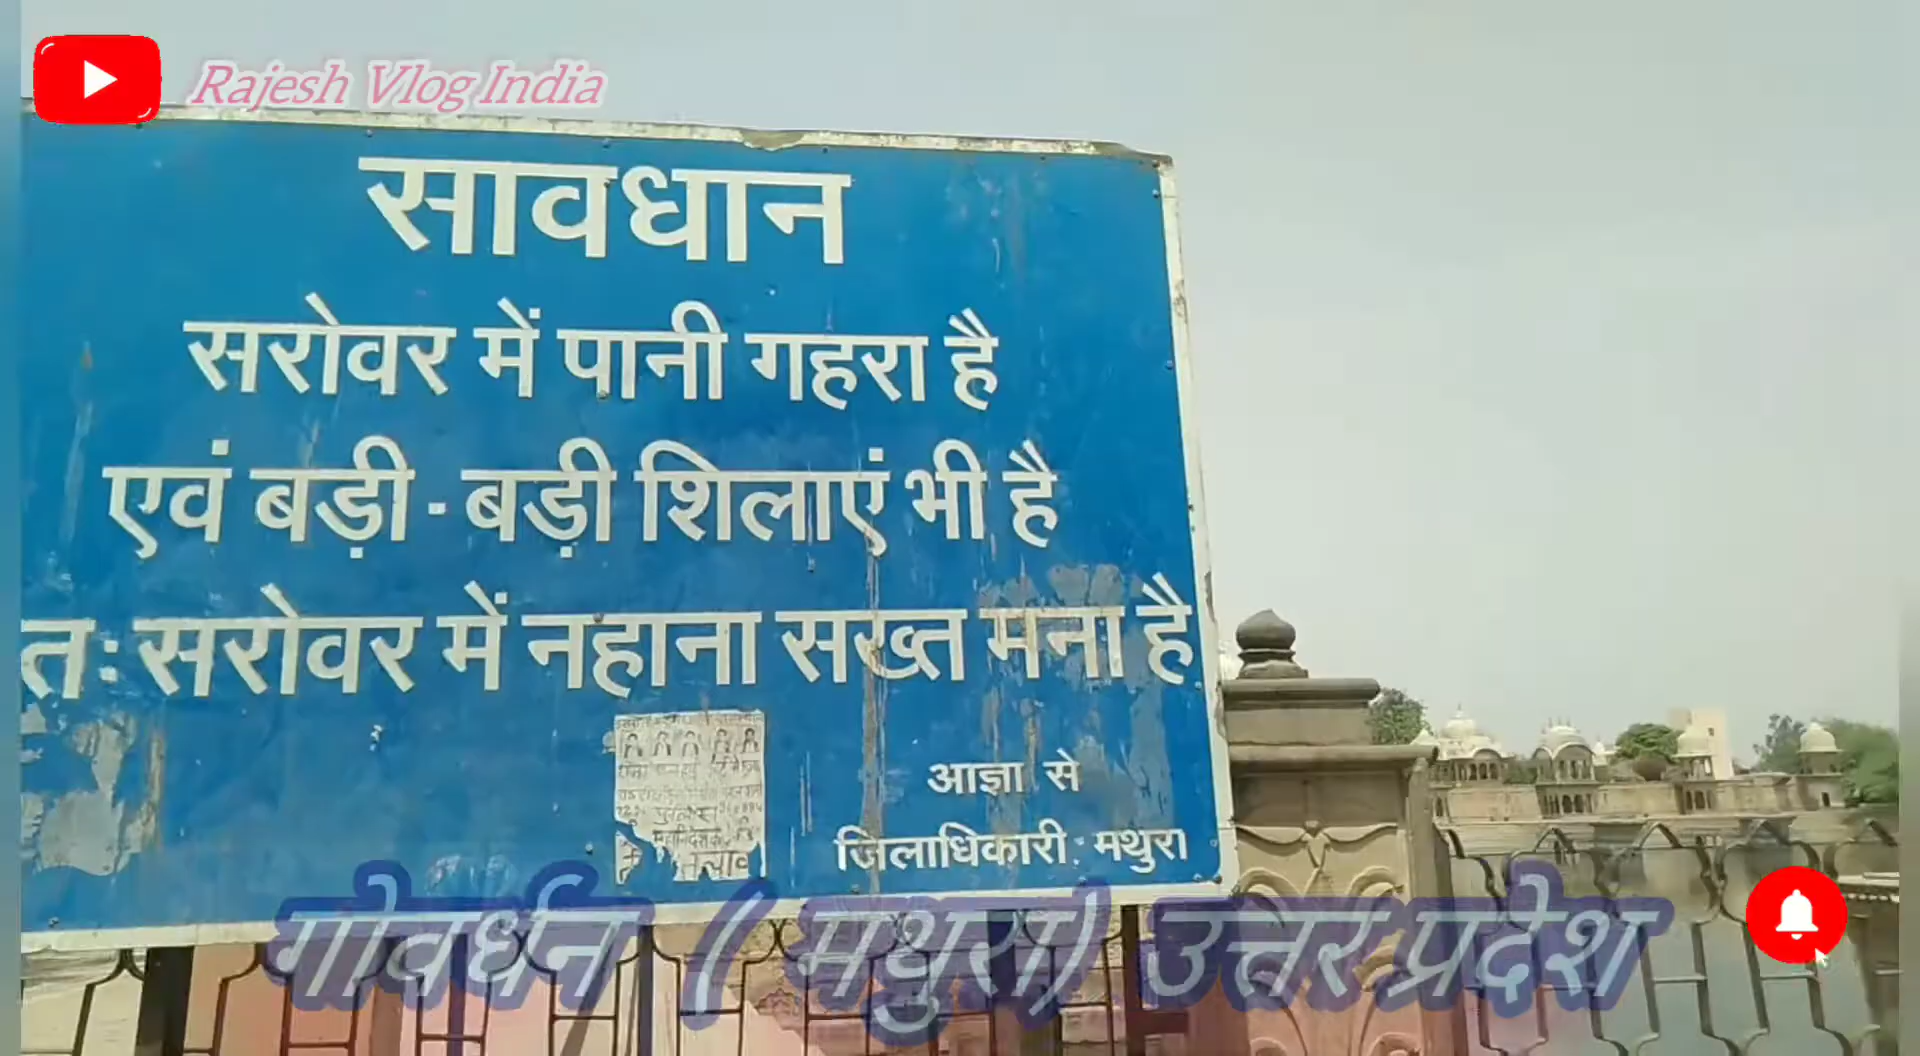 Rajesh Vlog India
सावधान
सरोवर में पानी गहरा है
एवं बड़ी - बड़ी शिलाएं भी है
तः सरोवर में नहाना सख्त मना है
आज्ञा से
जिलाधिकारी: मथुरा
गोवर्धन ( मथुरा) उत्तर प्रदेश